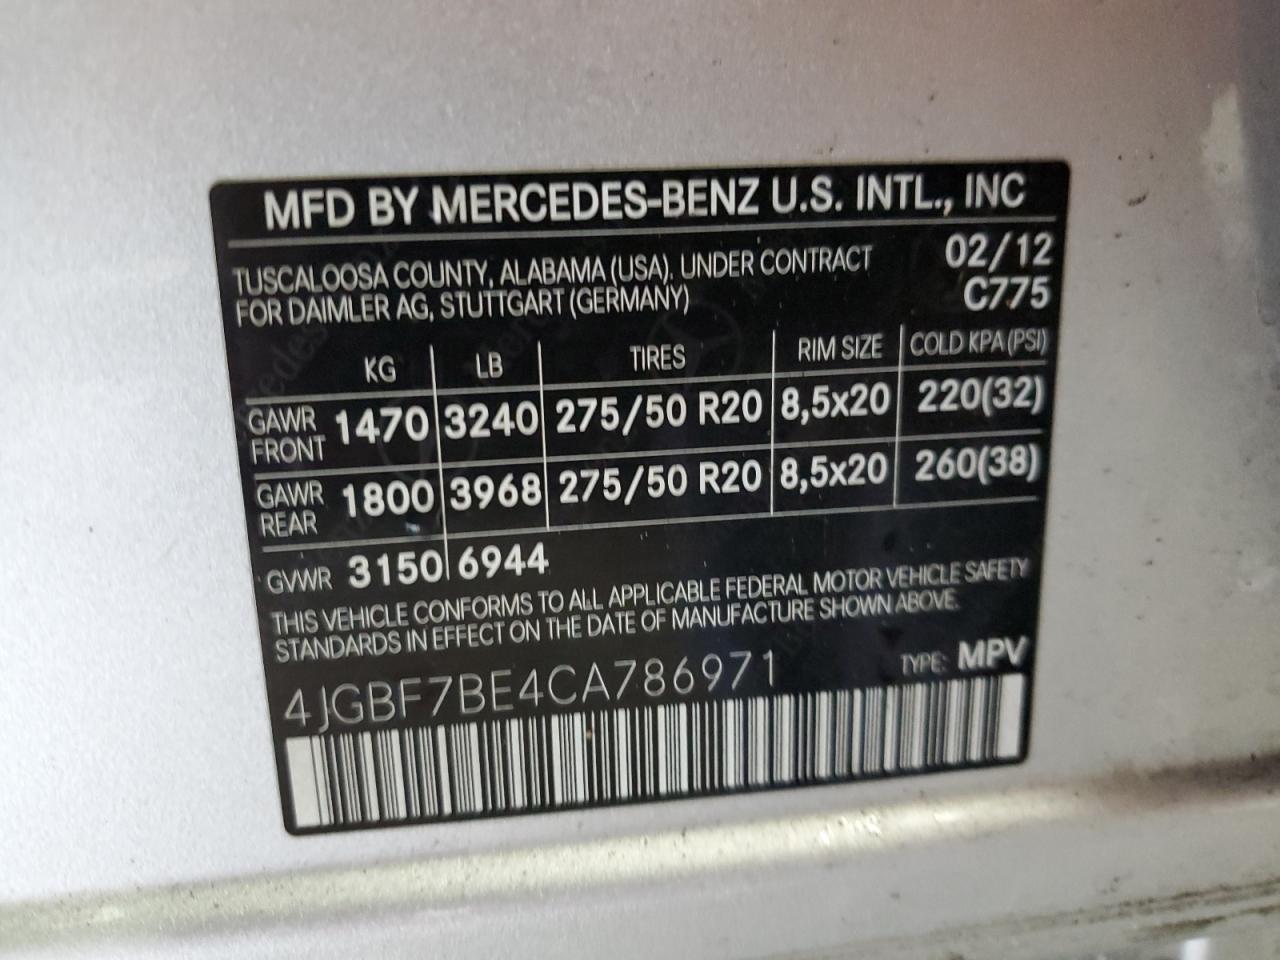 MFD BY MERCEDES-BENZ U.S. INTL., INC
TUSCALOOSA COUNTY, ALABAMA (USA), UNDER CONTRACT
FOR DAIMLER AG, STUTTGART (GERMANY)
02/12
C775
KG LB TIRES RIM SIZE COLD KPA (PSI)
GAWR FRONT 1470 3240 275/50 R20 8,5x20 220(32)
GAWR REAR 1800 3968 275/50 R20 8,5x20 260(38)
GVWR 3150 6944
THIS VEHICLE CONFORMS TO ALL APPLICABLE FEDERAL MOTOR VEHICLE SAFETY
STANDARDS IN EFFECT ON THE DATE OF MANUFACTURE SHOWN ABOVE.
4JGBF7BE4CA786971 TYPE: MPV